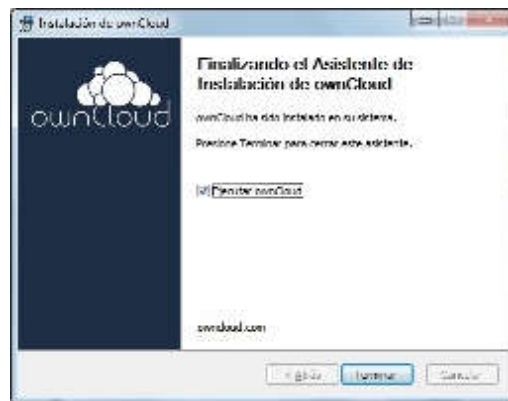 Instalación de ownCloud
ownCloud
Finalizando el Asistente de
Instalación de ownCloud
ownCloud ha sido instalado en su sistema.
Presione Terminar para cerrar este asistente.
Ejecutar ownCloud
owncloud.com
< Atrás
Terminar
Cancelar